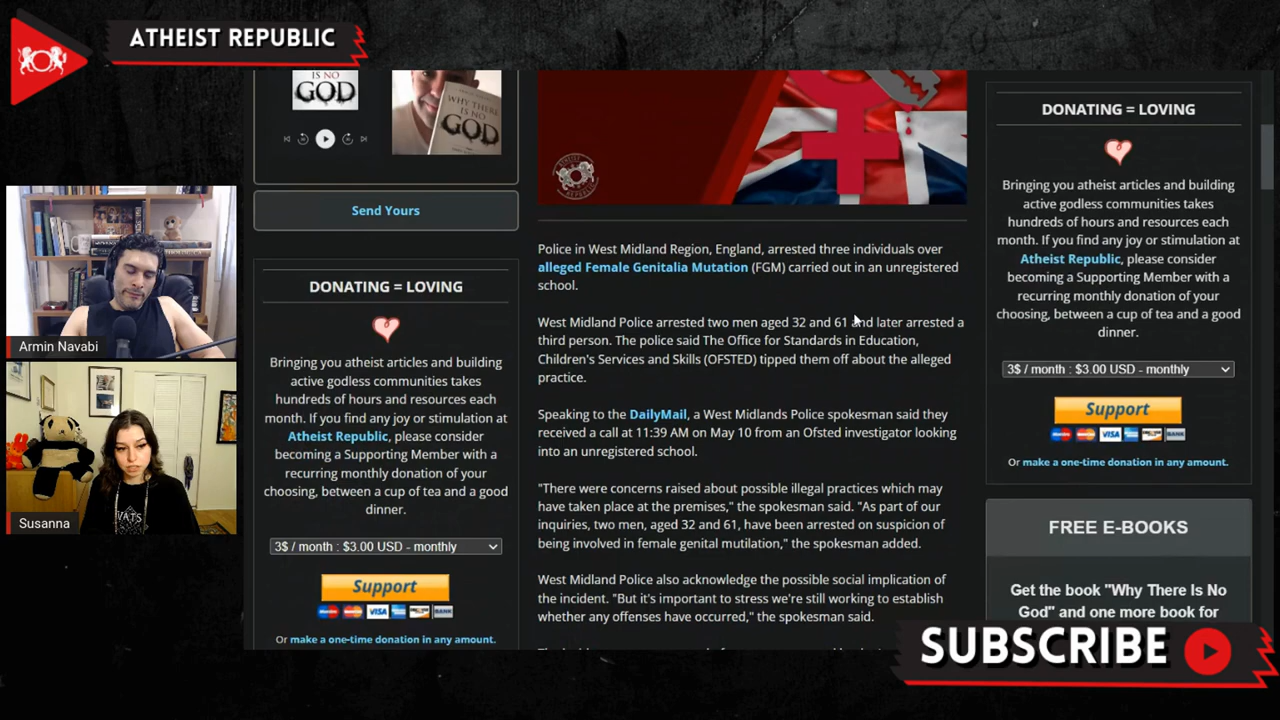 ATHEIST REPUBLIC
IS NO
GOD
WHY THERE
IS NO
GOD
Send Yours
DONATING = LOVING
Bringing you atheist articles and building
active godless communities takes
hundreds of hours and resources each
month. If you find any joy or stimulation at
Atheist Republic, please consider
becoming a Supporting Member with a
recurring monthly donation of your
choosing, between a cup of tea and a good
dinner.
3$ / month : $3.00 USD - monthly
Support
VISA
BANK
Or make a one-time donation in any amount.
Armin Navabi
Susanna
Police in West Midland Region, England, arrested three individuals over
alleged Female Genitalia Mutation (FGM) carried out in an unregistered
school.
West Midland Police arrested two men aged 32 and 61 and later arrested a
third person. The police said The Office for Standards in Education,
Children's Services and Skills (OFSTED) tipped them off about the alleged
practice.
Speaking to the DailyMail, a West Midlands Police spokesman said they
received a call at 11:39 AM on May 10 from an Ofsted investigator looking
into an unregistered school.
"There were concerns raised about possible illegal practices which may
have taken place at the premises," the spokesman said. "As part of our
inquiries, two men, aged 32 and 61, have been arrested on suspicion of
being involved in female genital mutilation," the spokesman added.
West Midland Police also acknowledge the possible social implication of
the incident. "But it's important to stress we're still working to establish
whether any offenses have occurred," the spokesman said.
DONATING = LOVING
Bringing you atheist articles and building
active godless communities takes
hundreds of hours and resources each
month. If you find any joy or stimulation at
Atheist Republic, please consider
becoming a Supporting Member with a
recurring monthly donation of your
choosing, between a cup of tea and a good
dinner.
3$ / month : $3.00 USD - monthly
Support
VISA
BANK
Or make a one-time donation in any amount.
FREE E-BOOKS
Get the book "Why There Is No
God" and one more book for
SUBSCRIBE